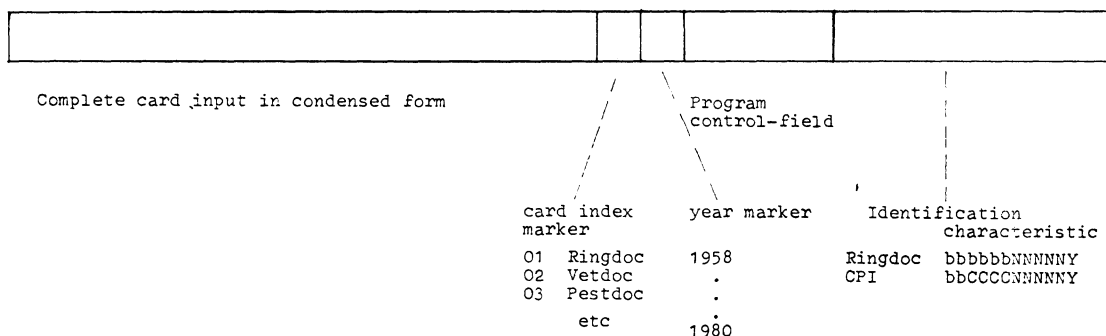 Complete card input in condensed form
Program
control-field
card index
marker
01 Ringdoc
02 Vetdoc
03 Pestdoc
etc
year marker
1958
.
.
.
1980
Identification
characteristic
Ringdoc bbbbbbNNNNNY
CPI bbCCCCNNNNNY